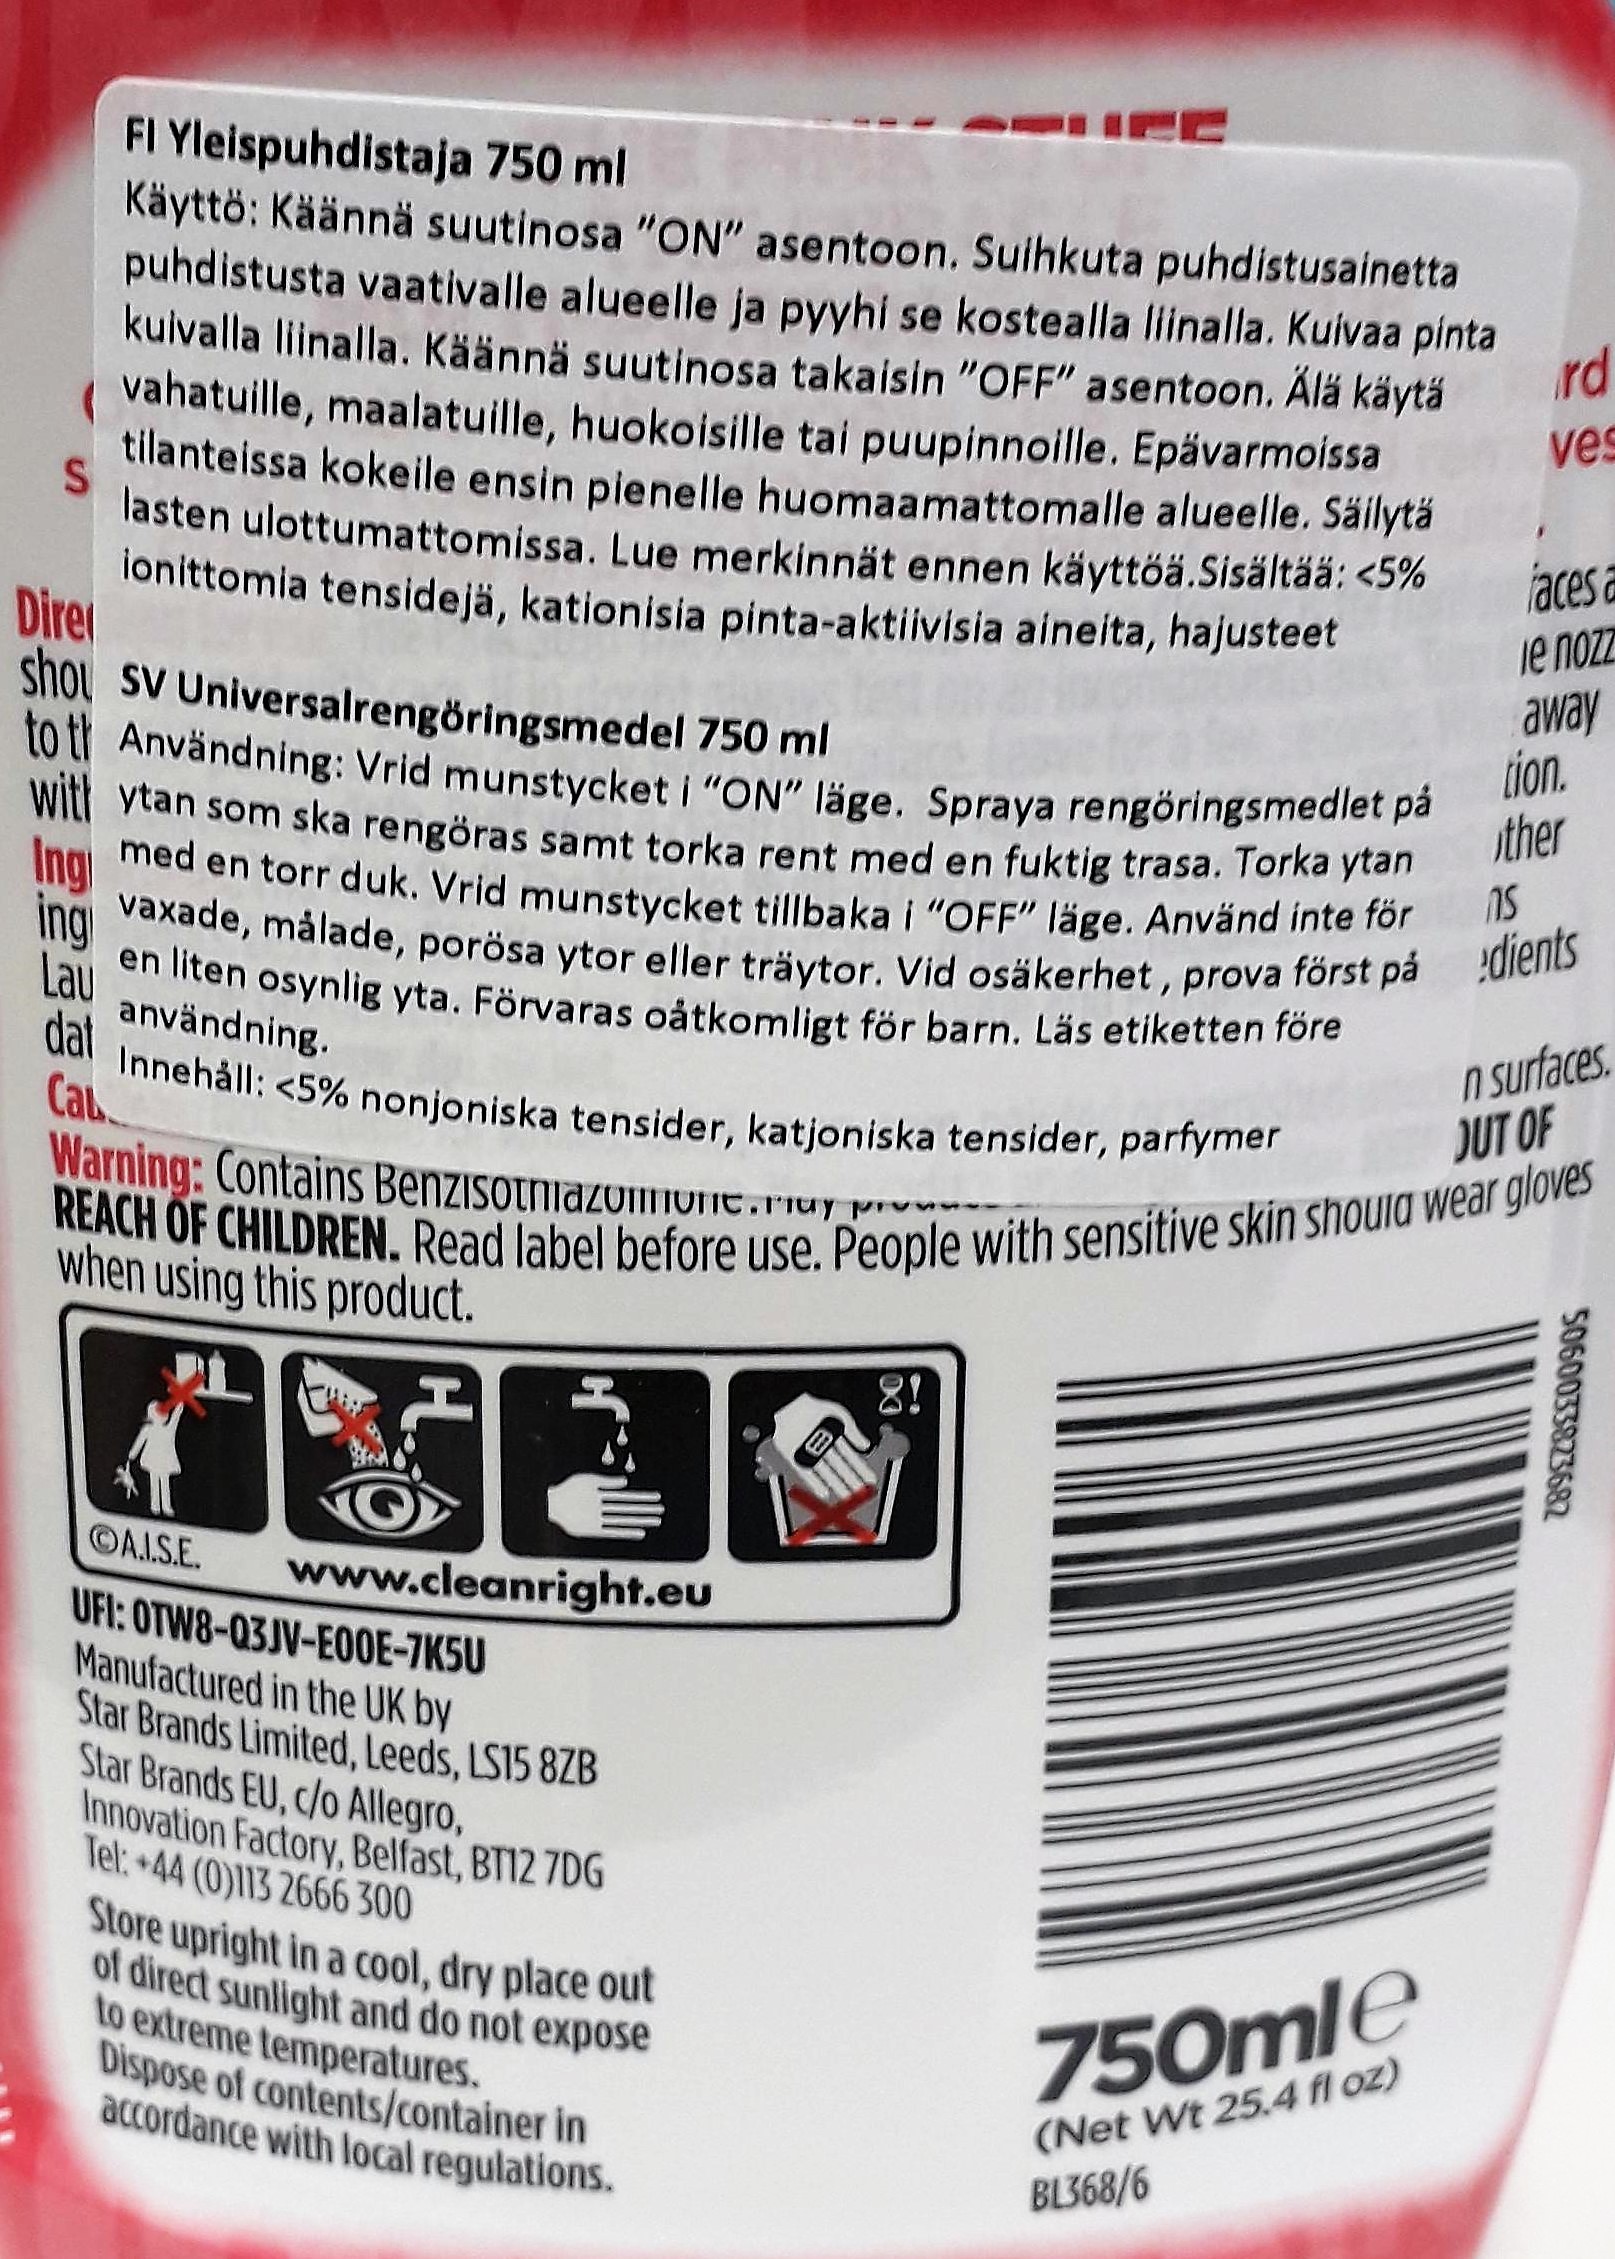 STUFF
FI Yleispuhdistaja 750 ml
Käyttö: Käännä suutinosa "ON" asentoon. Suihkuta puhdistusainetta
puhdistusta vaativalle alueelle ja pyyhi se kostealla liinalla. Kuivaa pinta
kuivalla liinalla. Käännä suutinosa takaisin "OFF" asentoon. Älä käytä
vahatuille, maalatuille, huokoisille tai puupinnoille. Epävarmoissa
tilanteissa kokeile ensin pienelle huomaamattomalle alueelle. Säilytä
lasten ulottumattomissa. Lue merkinnät ennen käyttöä.Sisältää: <5%
ionittomia tensidejä, kationisia pinta-aktiivisia aineita, hajusteet
SV Universalrengöringsmedel 750 ml
Användning: Vrid munstycket i "ON" läge. Spraya rengöringsmedlet på
ytan som ska rengöras samt torka rent med en fuktig trasa. Torka ytan
med en torr duk. Vrid munstycket tillbaka i "OFF" läge. Använd inte för
vaxade, målade, porösa ytor eller träytor. Vid osäkerhet , prova först på
en liten osynlig yta. Förvaras oåtkomligt för barn. Läs etiketten före
användning.
Innehåll: <5% nonjoniska tensider, katjoniska tensider, parfymer
away
n surfaces.
OUT OF
Warning: Contains Benzisothiazolinone. May
REACH OF CHILDREN. Read label before use. People with sensitive skin should wear gloves
when using this product.
©A.I.S.E.
www.cleanright.eu
UFI: 0TW8-Q3JV-E00E-7K5U
Manufactured in the UK by
Star Brands Limited, Leeds, LS15 8ZB
Star Brands EU, c/o Allegro,
Innovation Factory, Belfast, BT12 7DG
Tel: +44 (0)113 2666 300
Store upright in a cool, dry place out
of direct sunlight and do not expose
to extreme temperatures.
Dispose of contents/container in
accordance with local regulations.
5060033823682
750ml e
(Net Wt 25.4 fl oz)
BL368/6